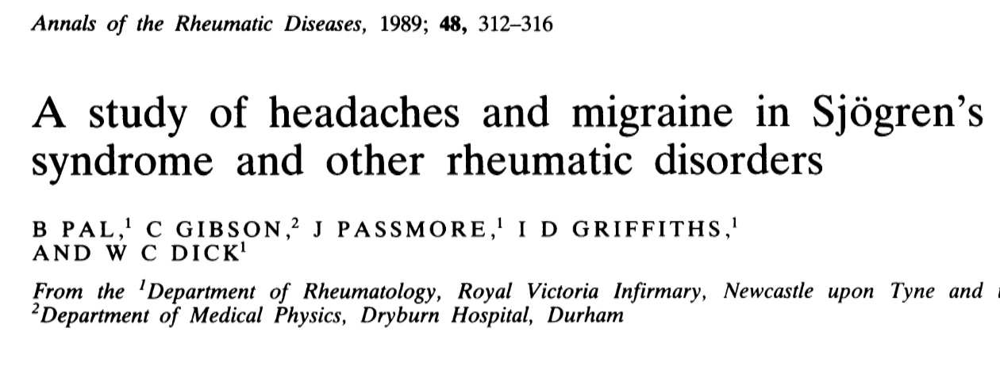 Annals of the Rheumatic Diseases, 1989; 48, 312–316
A study of headaches and migraine in Sjögren's
syndrome and other rheumatic disorders
B PAL,¹ C GIBSON,² J PASSMORE,¹ I D GRIFFITHS,¹
AND W C DICK¹
From the ¹Department of Rheumatology, Royal Victoria Infirmary, Newcastle upon Tyne and
²Department of Medical Physics, Dryburn Hospital, Durham